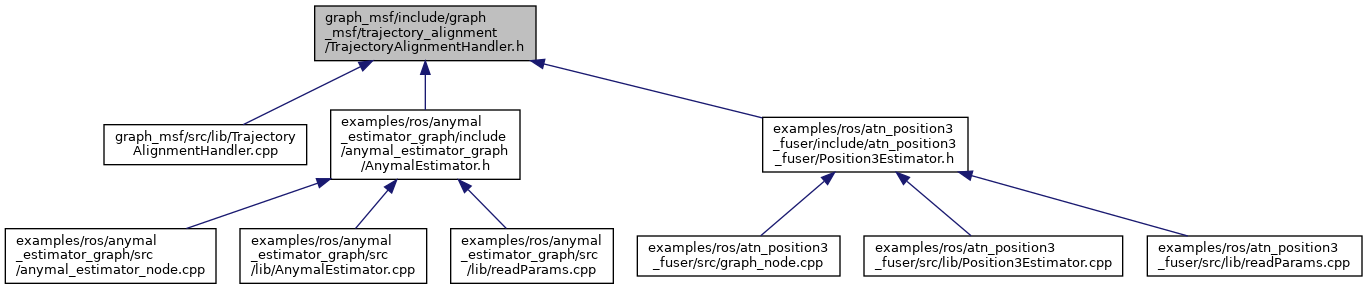 graph_msf/include/graph
_msf/trajectory_alignment
/TrajectoryAlignmentHandler.h
graph_msf/src/lib/Trajectory
AlignmentHandler.cpp
examples/ros/anymal
_estimator_graph/include
/anymal_estimator_graph
/AnymalEstimator.h
examples/ros/atn_position3
_fuser/include/atn_position3
_fuser/Position3Estimator.h
examples/ros/anymal
_estimator_graph/src
/anymal_estimator_node.cpp
examples/ros/anymal
_estimator_graph/src
/lib/AnymalEstimator.cpp
examples/ros/anymal
_estimator_graph/src
/lib/readParams.cpp
examples/ros/atn_position3
_fuser/src/graph_node.cpp
examples/ros/atn_position3
_fuser/src/lib/Position3Estimator.cpp
examples/ros/atn_position3
_fuser/src/lib/readParams.cpp